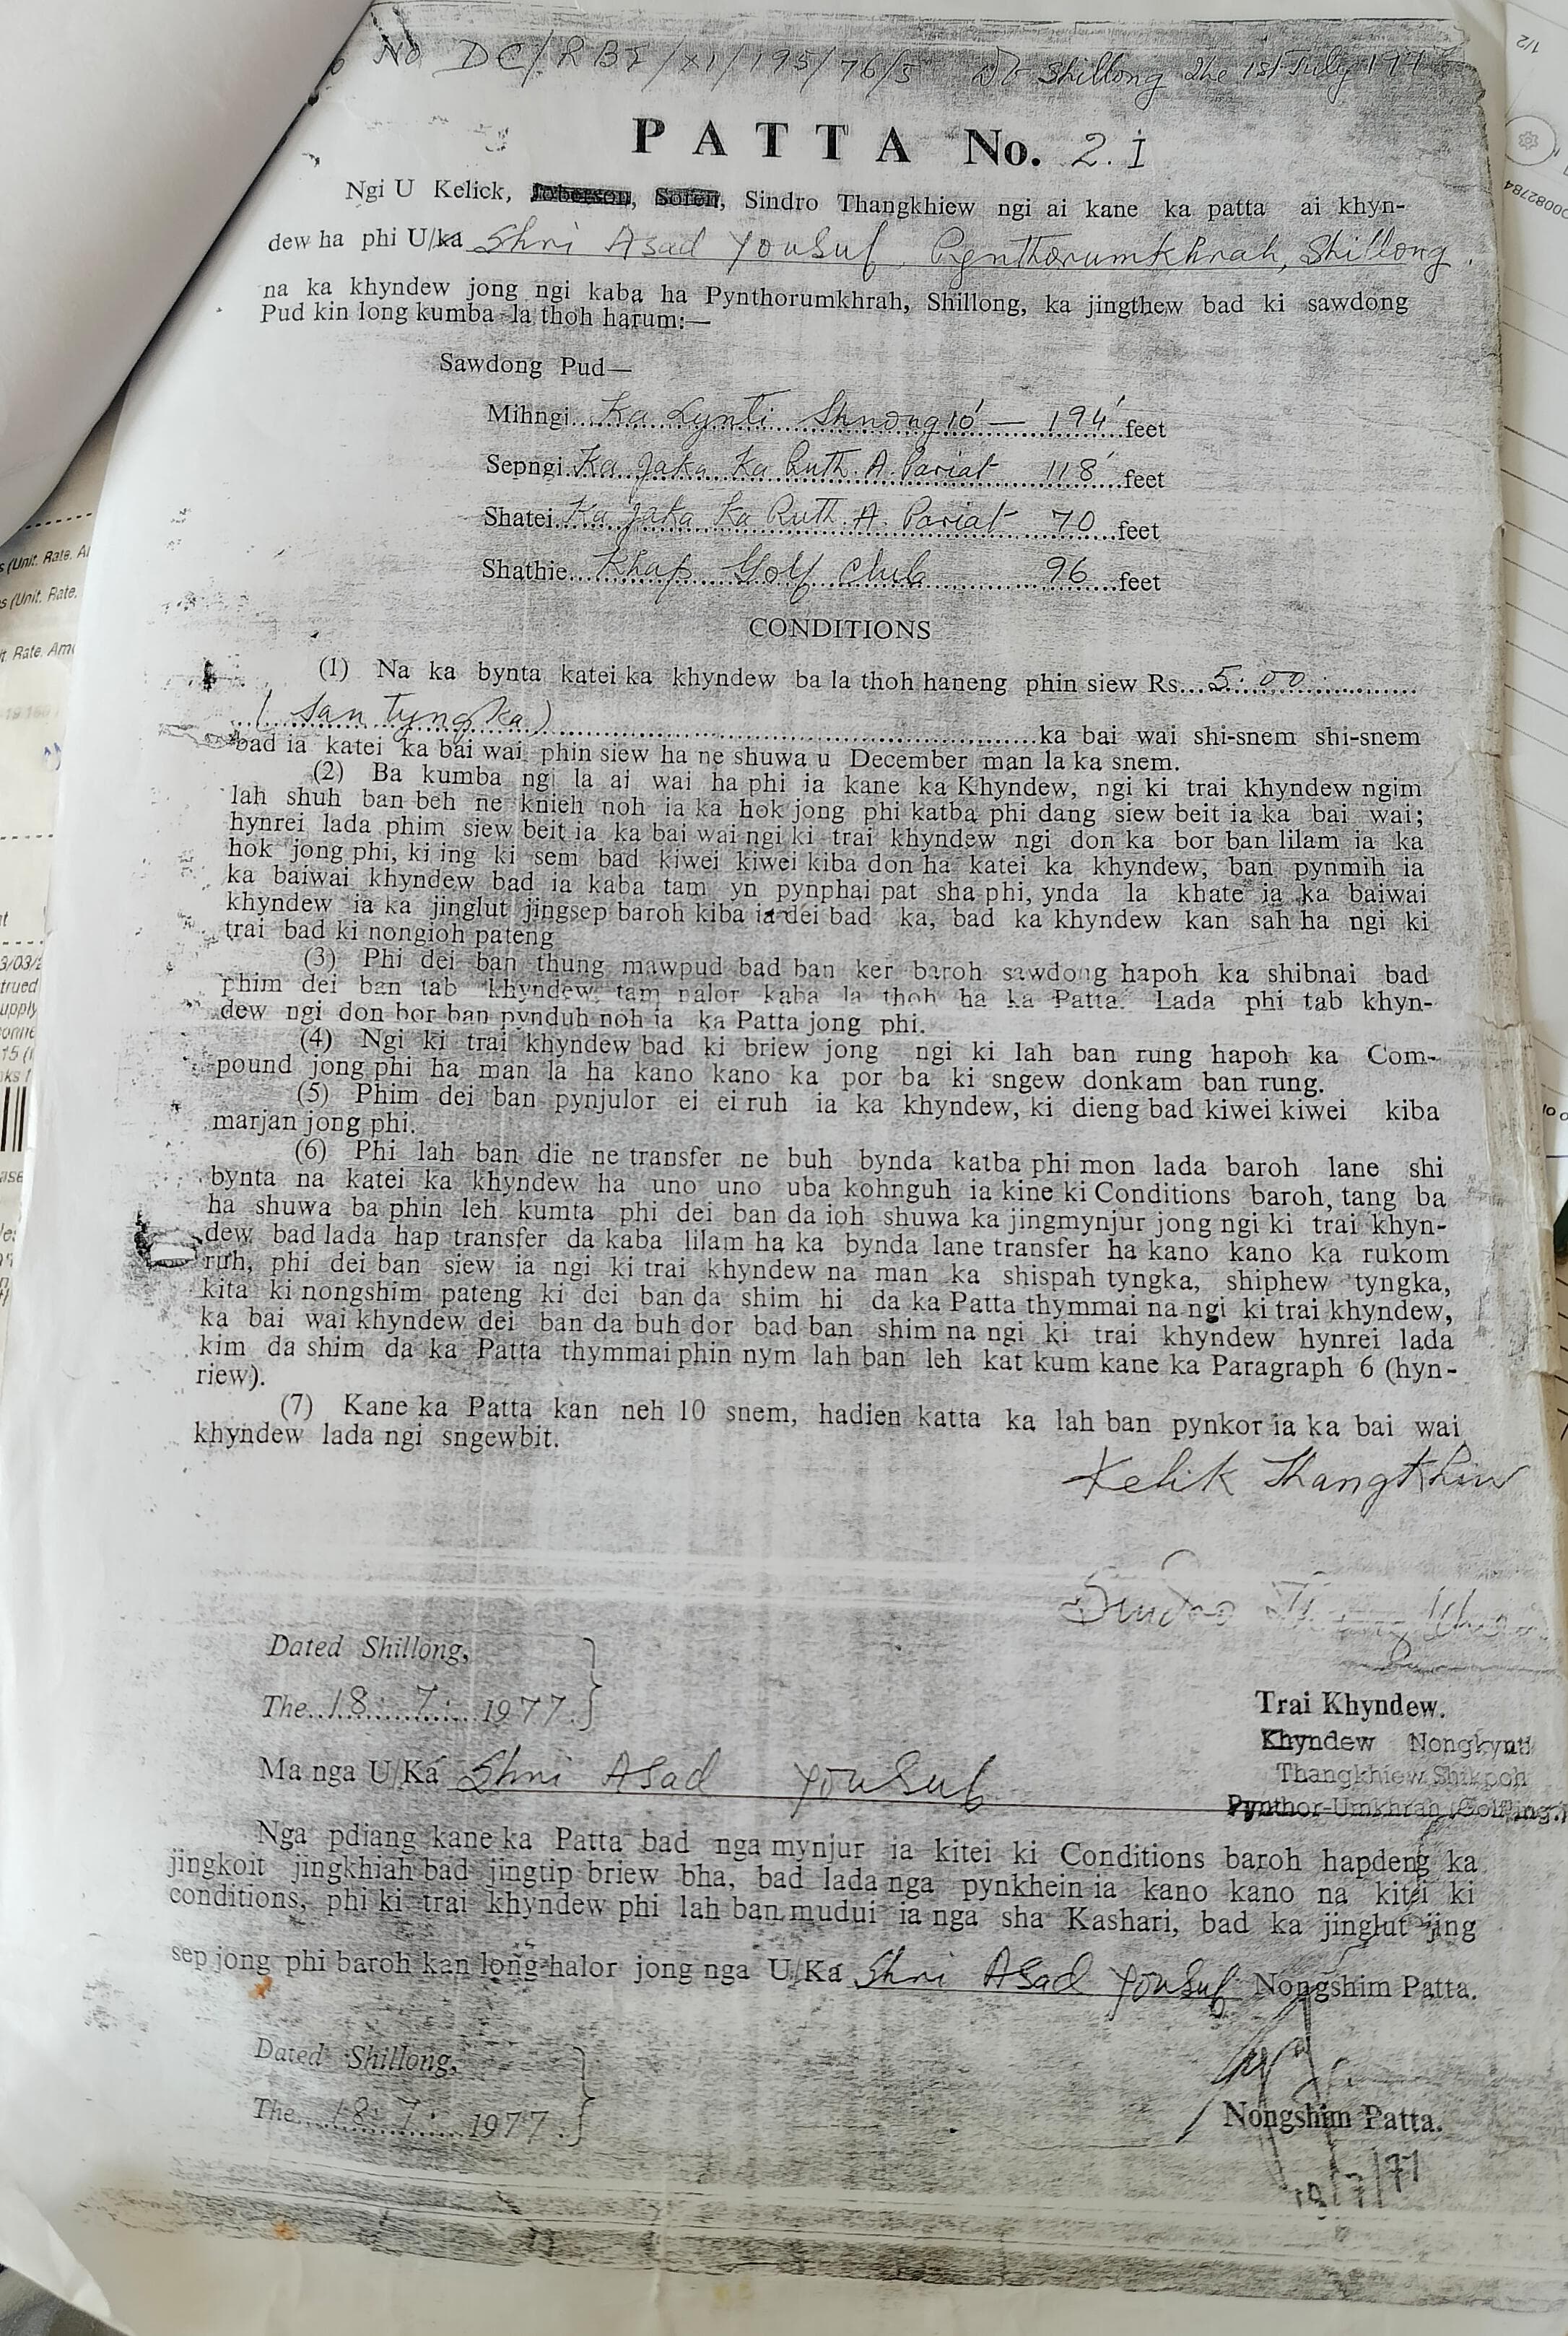 No DC/RBI/XI/195/76/5 Dt Shillong the 1st July 197
PATTA No. 2.1
Ngi U Kelick, Joberson, Soren, Sindro Thangkhiew ngi ai kane ka patta ai khyn-
dew ha phi U/ka Shri Asad Yousuf, Pynthorumkhrah, Shillong.
na ka khyndew jong ngi kaba ha Pynthorumkhrah, Shillong, ka jingthew bad ki sawdong
Pud kin long kumba la thoh harum:—
Sawdong Pud—
Mihngi Ka Lynti Shnong 10' — 194' feet
Sepngi Ka Jaka Ka Ruth. A. Pariat 118' feet
Shatei Ka Jaka Ka Ruth. A. Pariat 70 feet
Shathie Khap Golf Club 96 feet
CONDITIONS
(1) Na ka bynta katei ka khyndew ba la thoh haneng phin siew Rs. 5.00
(San tyngka) ka bai wai shi-snem shi-snem
bad ia katei ka bai wai phin siew ha ne shuwa u December man la ka snem.
(2) Ba kumba ngi la ai wai ha phi ia kane ka Khyndew, ngi ki trai khyndew ngim
lah shuh ban beh ne knieh noh ia ka hok jong phi katba phi dang siew beit ia ka bai wai;
hynrei lada phim siew beit ia ka bai wai ngi ki trai khyndew ngi don ka bor ban lilam ia ka
hok jong phi, ki ing ki sem bad kiwei kiwei kiba don ha katei ka khyndew, ban pynmih ia
ka baiwai khyndew bad ia kaba tam yn pynphai pat sha phi, ynda la khate ia ka baiwai
khyndew ia ka jinglut jingsep baroh kiba ia dei bad ka, bad ka khyndew kan sah ha ngi ki
trai bad ki nongioh pateng
(3) Phi dei ban thung mawpud bad ban ker baroh sawdong hapoh ka shibnai bad
phim dei ban tab khyndew tam nalor kaba la thoh ha ka Patta. Lada phi tab khyn-
dew ngi don bor ban pynduh noh ia ka Patta jong phi.
(4) Ngi ki trai khyndew bad ki briew jong ngi ki lah ban rung hapoh ka Com-
pound jong phi ha man la ha kano kano ka por ba ki sngew donkam ban rung.
(5) Phim dei ban pynjulor ei ei ruh ia ka khyndew, ki dieng bad kiwei kiwei kiba
marjan jong phi.
(6) Phi lah ban die ne transfer ne buh bynda katba phi mon lada baroh lane shi
bynta na katei ka khyndew ha uno uno uba kohnguh ia kine ki Conditions baroh, tang ba
ha shuwa ba phin leh kumta phi dei ban da ioh shuwa ka jingmynjur jong ngi ki trai khyn-
dew bad lada hap transfer da kaba lilam ha ka bynda lane transfer ha kano kano ka rukom
ruh, phi dei ban siew ia ngi ki trai khyndew na man ka shispah tyngka, shiphew tyngka,
kita ki nongshim pateng ki dei ban da shim hi da ka Patta thymmai na ngi ki trai khyndew,
ka bai wai khyndew dei ban da buh dor bad ban shim na ngi ki trai khyndew hynrei lada
kim da shim da ka Patta thymmai phin nym lah ban leh kat kum kane ka Paragraph 6 (hyn-
riew).
(7) Kane ka Patta kan neh 10 snem, hadien katta ka lah ban pynkor ia ka bai wai
khyndew lada ngi sngewbit.
Kelik Thangkhiw
Dated Shillong,
The 18. 7. 1977.
Trai Khyndew.
Khyndew Nongkynti
Thangkhiew Shikpoh
Pynthor-Umkhrah
Ma nga U/Ka Shri Asad Yousuf
Nga pdiang kane ka Patta bad nga mynjur ia kitei ki Conditions baroh hapdeng ka
jingkoit jingkhiah bad jingtip briew bha, bad lada nga pynkhein ia kano kano na kitei ki
conditions, phi ki trai khyndew phi lah ban mudui ia nga sha Kashari, bad ka jinglut jing
sep jong phi baroh kan long halor jong nga U/Ka Shri Asad Yousuf Nongshim Patta.
Dated Shillong,
The 18. 7. 1977.
Nongshim Patta.